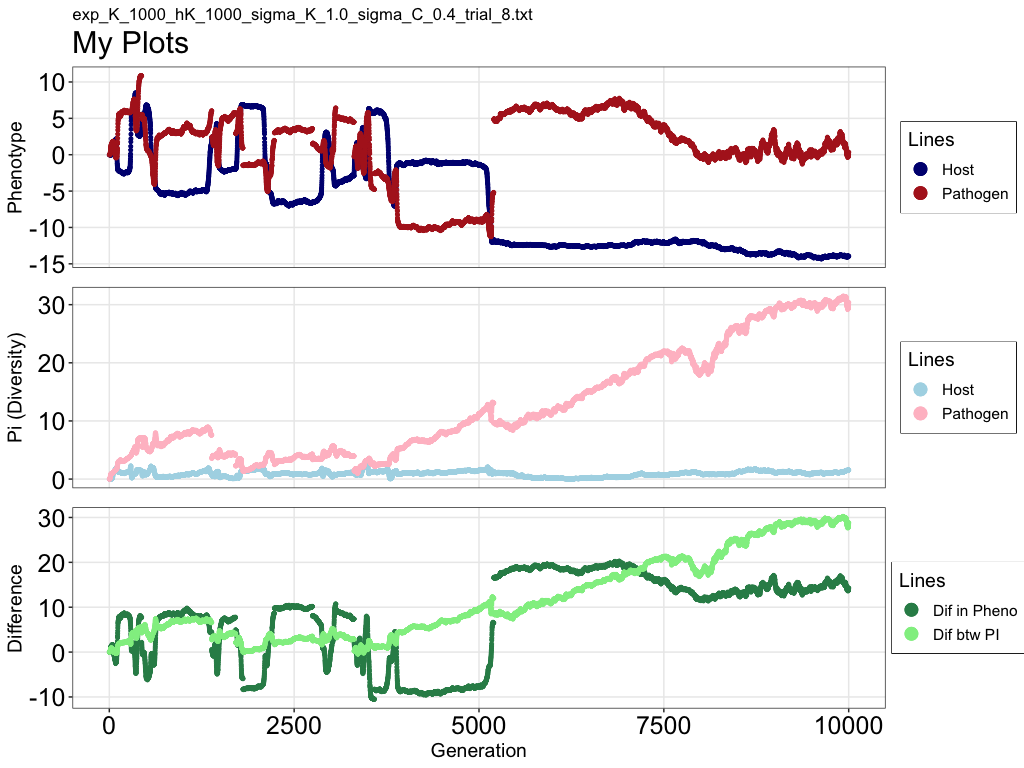 exp_K_1000_hK_1000_sigma_K_1.0_sigma_C_0.4_trial_8.txt
My Plots
Phenotype
10
5
0
-5
-10
-15
Lines
Host
Pathogen
Pi (Diversity)
30
20
10
0
Lines
Host
Pathogen
Difference
30
20
10
0
-10
Lines
Dif in Pheno
Dif btw PI
0 2500 5000 7500 10000
Generation